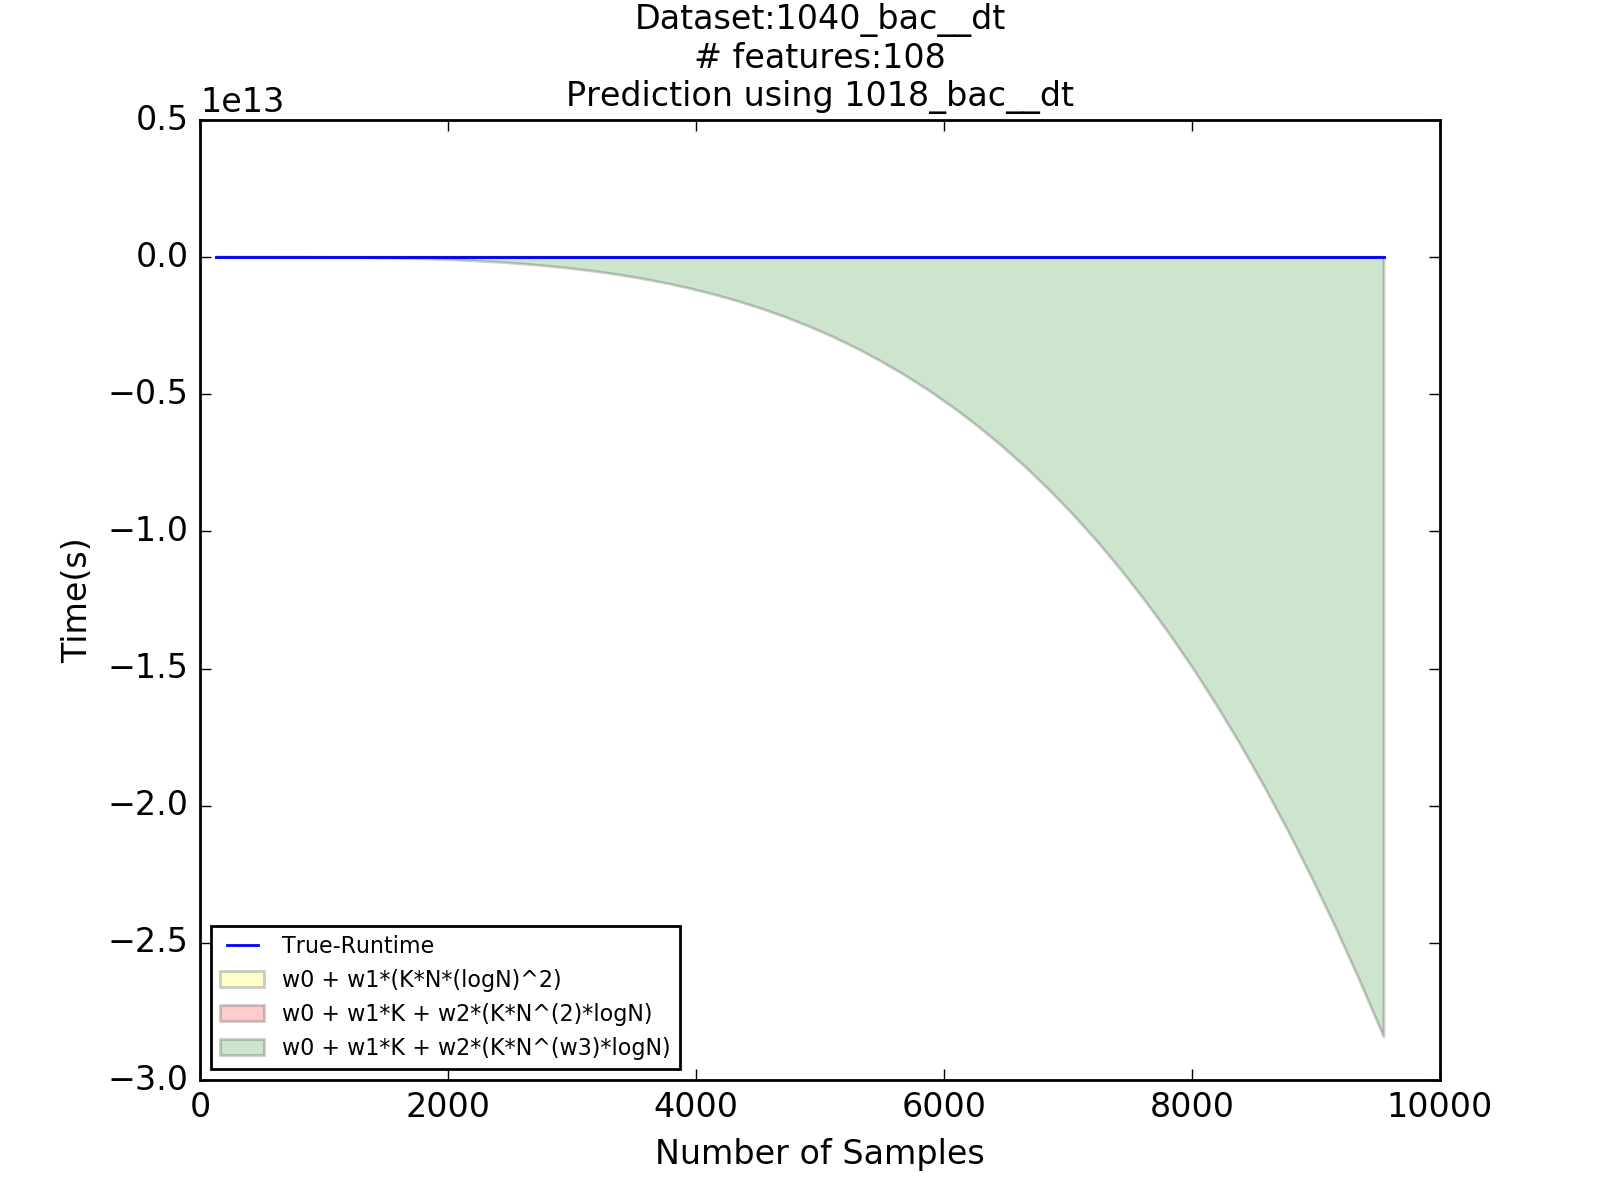 Dataset:1040_bac__dt
# features:108
Prediction using 1018_bac__dt
1e13
0.5
0.0
−0.5
−1.0
−1.5
−2.0
−2.5
−3.0
Time(s)
True-Runtime
w0 + w1*(K*N*(logN)^2)
w0 + w1*K + w2*(K*N^(2)*logN)
w0 + w1*K + w2*(K*N^(w3)*logN)
0 2000 4000 6000 8000 10000
Number of Samples